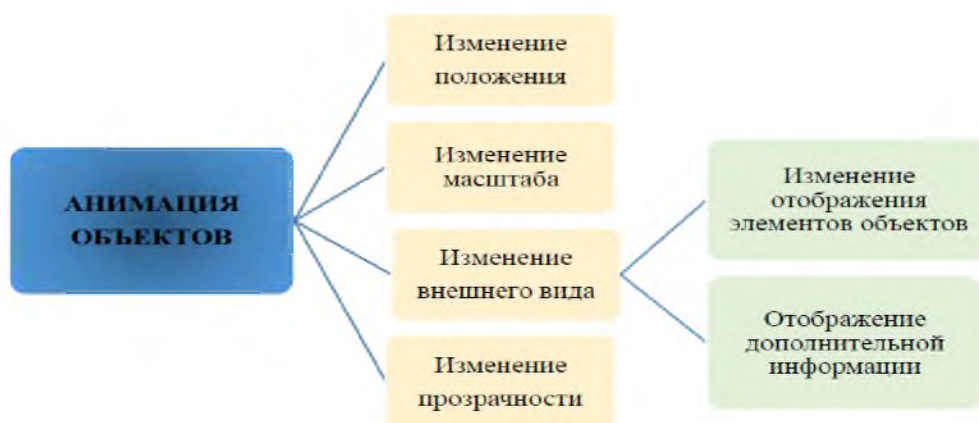 АНИМАЦИЯ
ОБЪЕКТОВ
Изменение
положения
Изменение
масштаба
Изменение
внешнего вида
Изменение
прозрачности
Изменение
отображения
элементов объектов
Отображение
дополнительной
информации